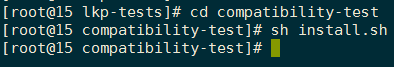 [root@15 lkp-tests]# cd compatibility-test
[root@15 compatibility-test]# sh install.sh
[root@15 compatibility-test]#